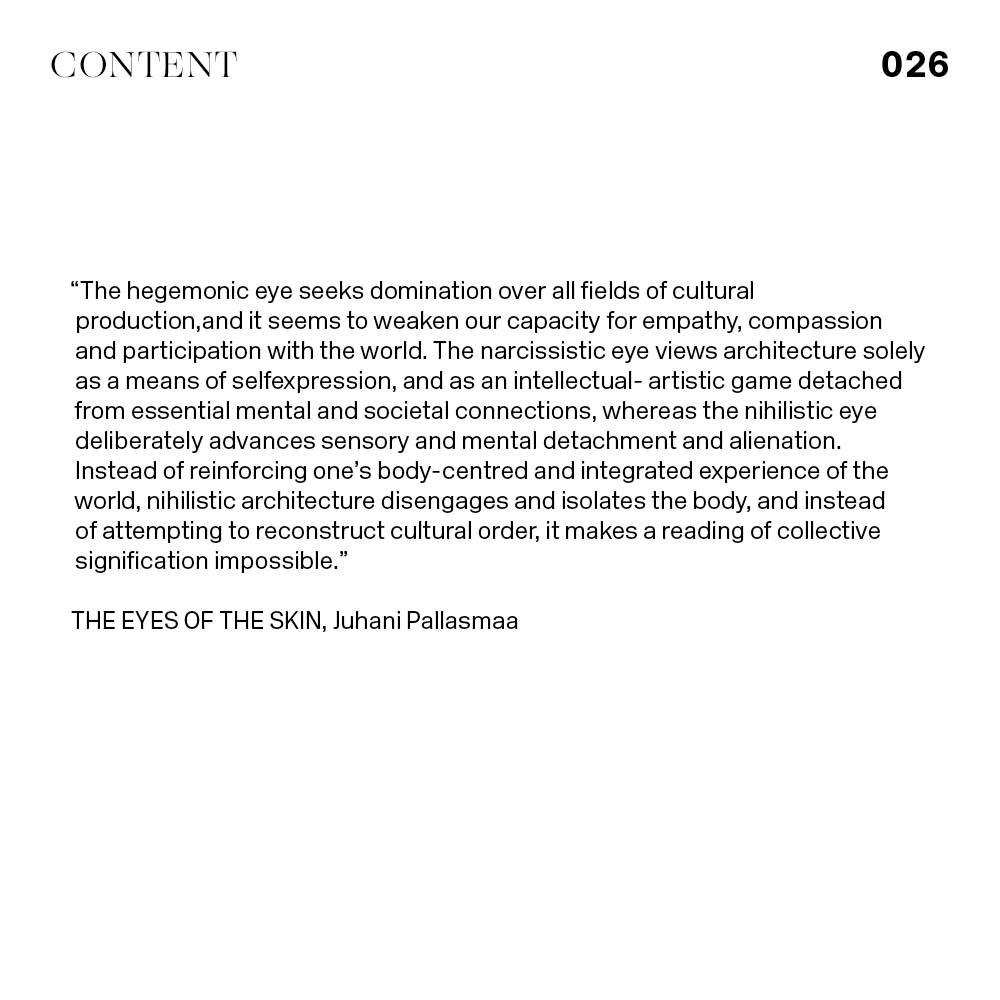 CONTENT
026
“The hegemonic eye seeks domination over all fields of cultural
production,and it seems to weaken our capacity for empathy, compassion
and participation with the world. The narcissistic eye views architecture solely
as a means of selfexpression, and as an intellectual- artistic game detached
from essential mental and societal connections, whereas the nihilistic eye
deliberately advances sensory and mental detachment and alienation.
Instead of reinforcing one’s body-centred and integrated experience of the
world, nihilistic architecture disengages and isolates the body, and instead
of attempting to reconstruct cultural order, it makes a reading of collective
signification impossible.”
THE EYES OF THE SKIN, Juhani Pallasmaa